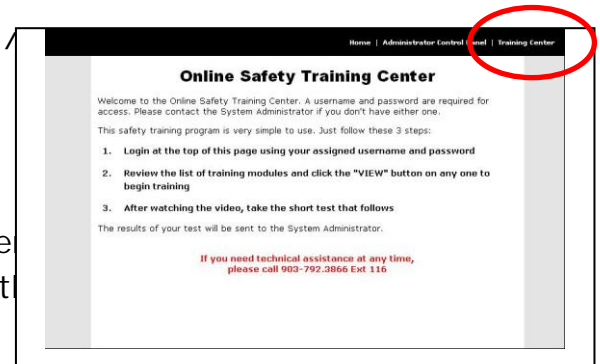 Home | Administrator Control Panel | Training Center
Online Safety Training Center
Welcome to the Online Safety Training Center. A username and password are required for
access. Please contact the System Administrator if you don't have either one.
This safety training program is very simple to use. Just follow these 3 steps:
1. Login at the top of this page using your assigned username and password
2. Review the list of training modules and click the "VIEW" button on any one to
begin training
3. After watching the video, take the short test that follows
The results of your test will be sent to the System Administrator.
If you need technical assistance at any time,
please call 903-792.3866 Ext 116